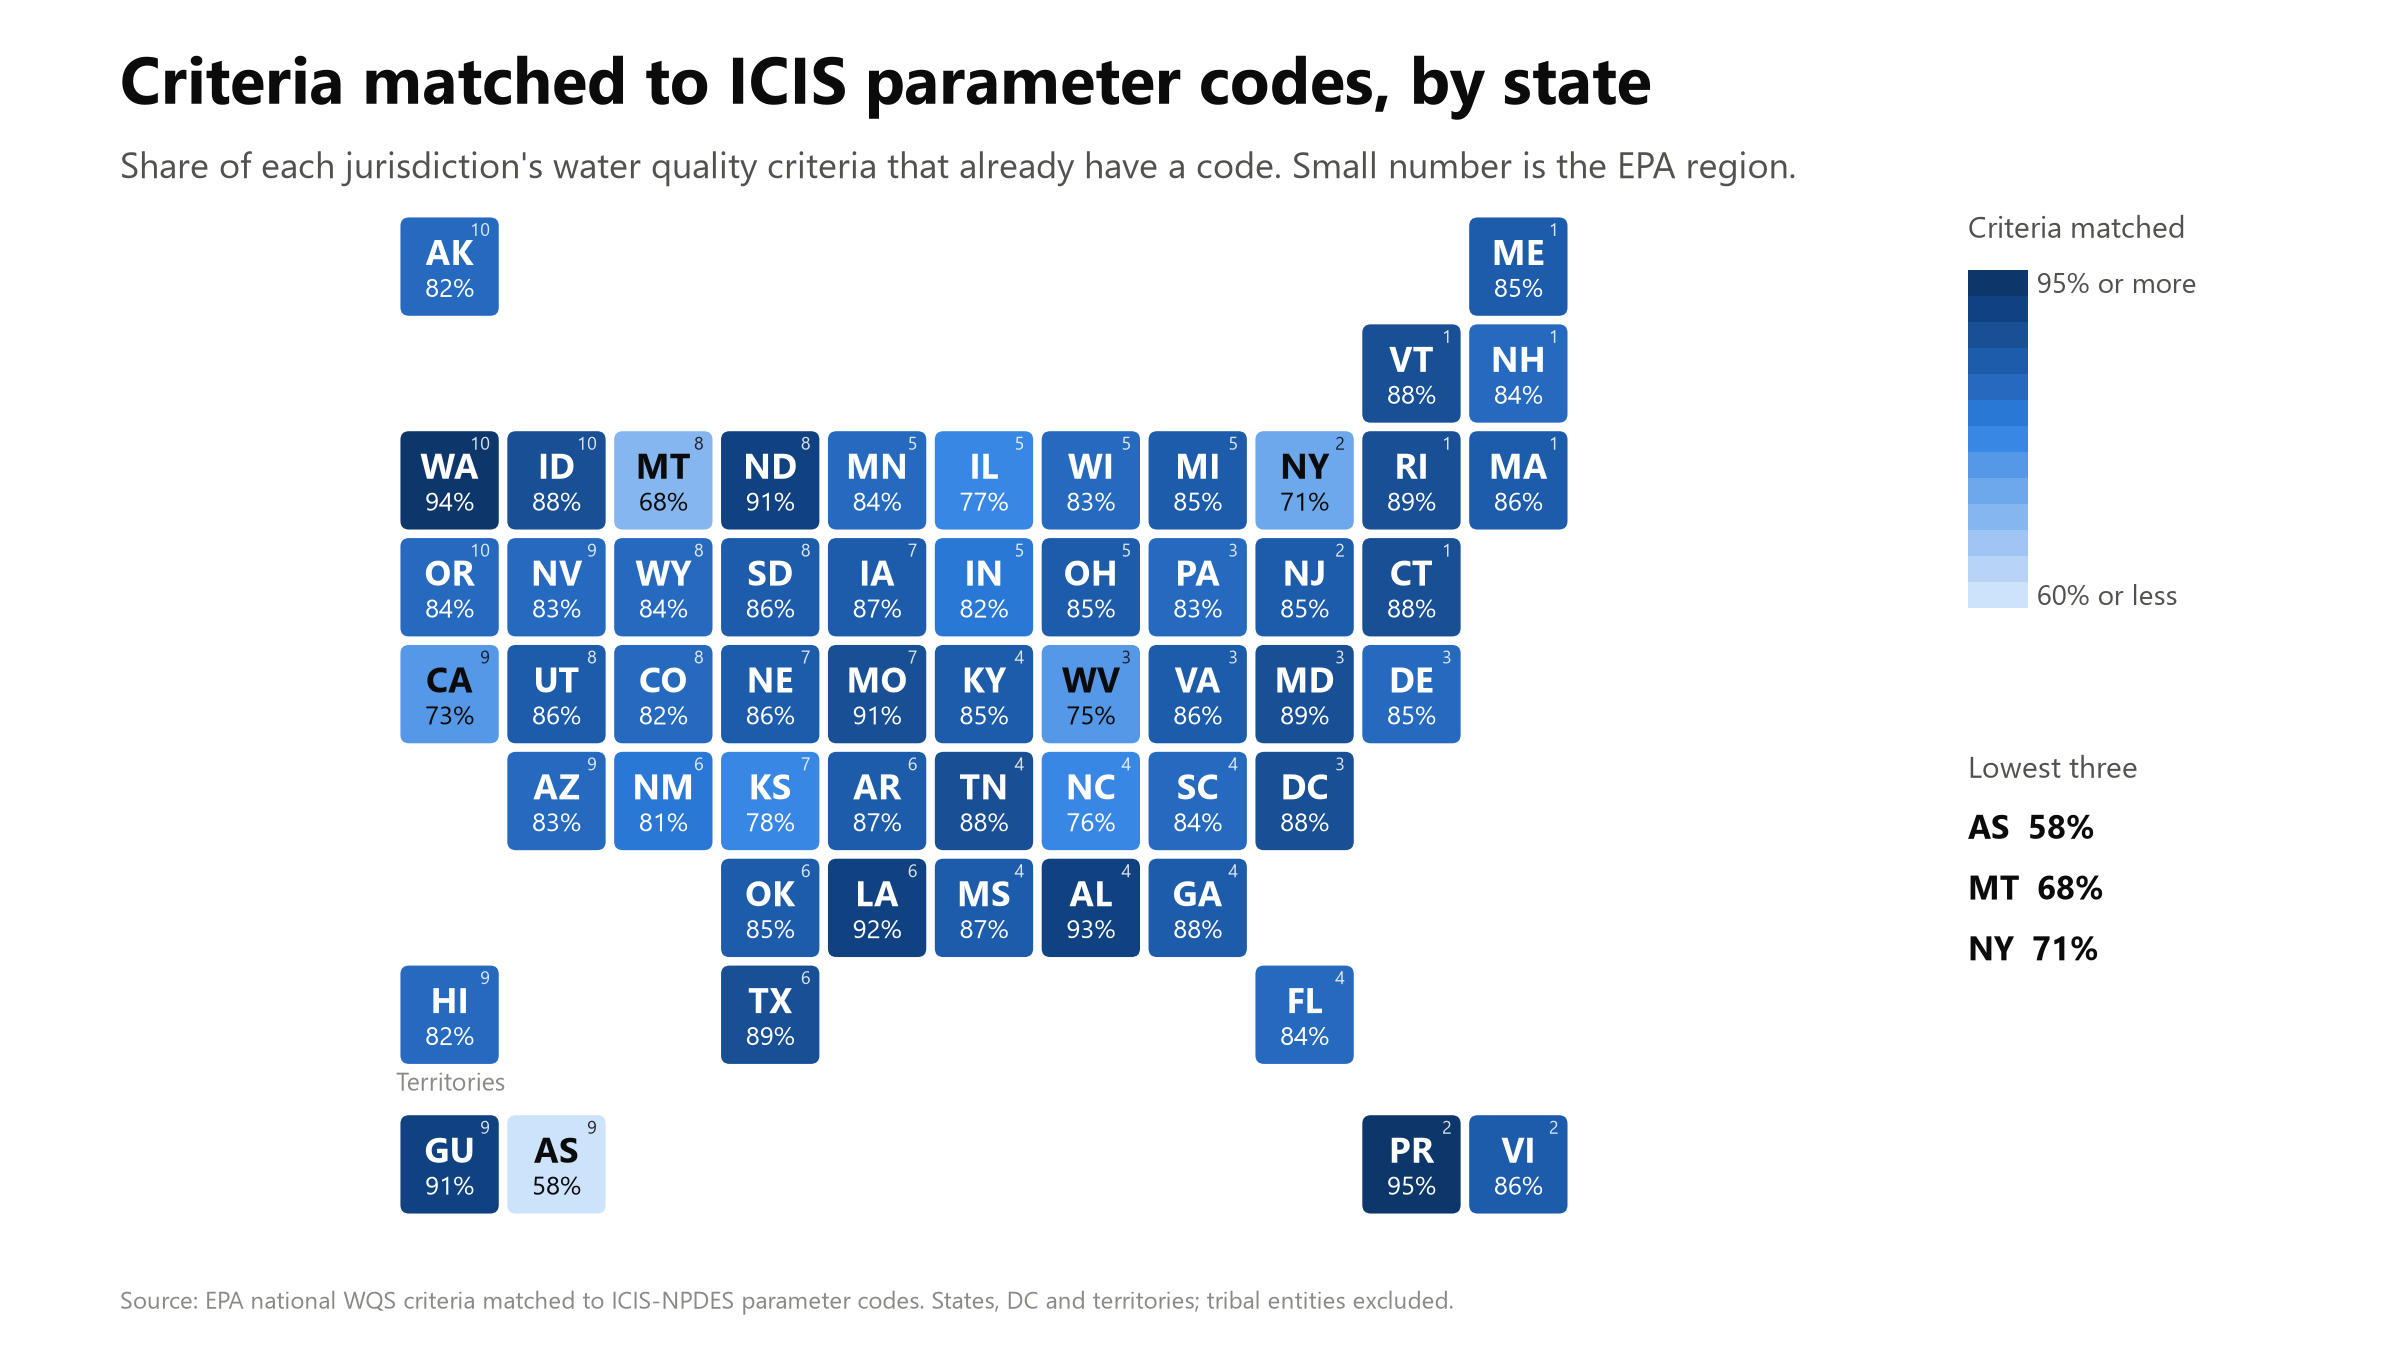 Criteria matched to ICIS parameter codes, by state
Share of each jurisdiction's water quality criteria that already have a code. Small number is the EPA region.
10
AK
82%
1
ME
85%
1
VT
88%
1
NH
84%
10
WA
94%
10
ID
88%
8
MT
68%
8
ND
91%
5
MN
84%
5
IL
77%
5
WI
83%
5
MI
85%
2
NY
71%
1
RI
89%
1
MA
86%
10
OR
84%
9
NV
83%
8
WY
84%
8
SD
86%
7
IA
87%
5
IN
82%
5
OH
85%
3
PA
83%
2
NJ
85%
1
CT
88%
9
CA
73%
8
UT
86%
8
CO
82%
7
NE
86%
7
MO
91%
4
KY
85%
3
WV
75%
3
VA
86%
3
MD
89%
3
DE
85%
9
AZ
83%
6
NM
81%
7
KS
78%
6
AR
87%
4
TN
88%
4
NC
76%
4
SC
84%
3
DC
88%
6
OK
85%
6
LA
92%
4
MS
87%
4
AL
93%
4
GA
88%
9
HI
82%
6
TX
89%
4
FL
84%
Territories
9
GU
91%
9
AS
58%
2
PR
95%
2
VI
86%
Criteria matched
95% or more
60% or less
Lowest three
AS 58%
MT 68%
NY 71%
Source: EPA national WQS criteria matched to ICIS-NPDES parameter codes. States, DC and territories; tribal entities excluded.